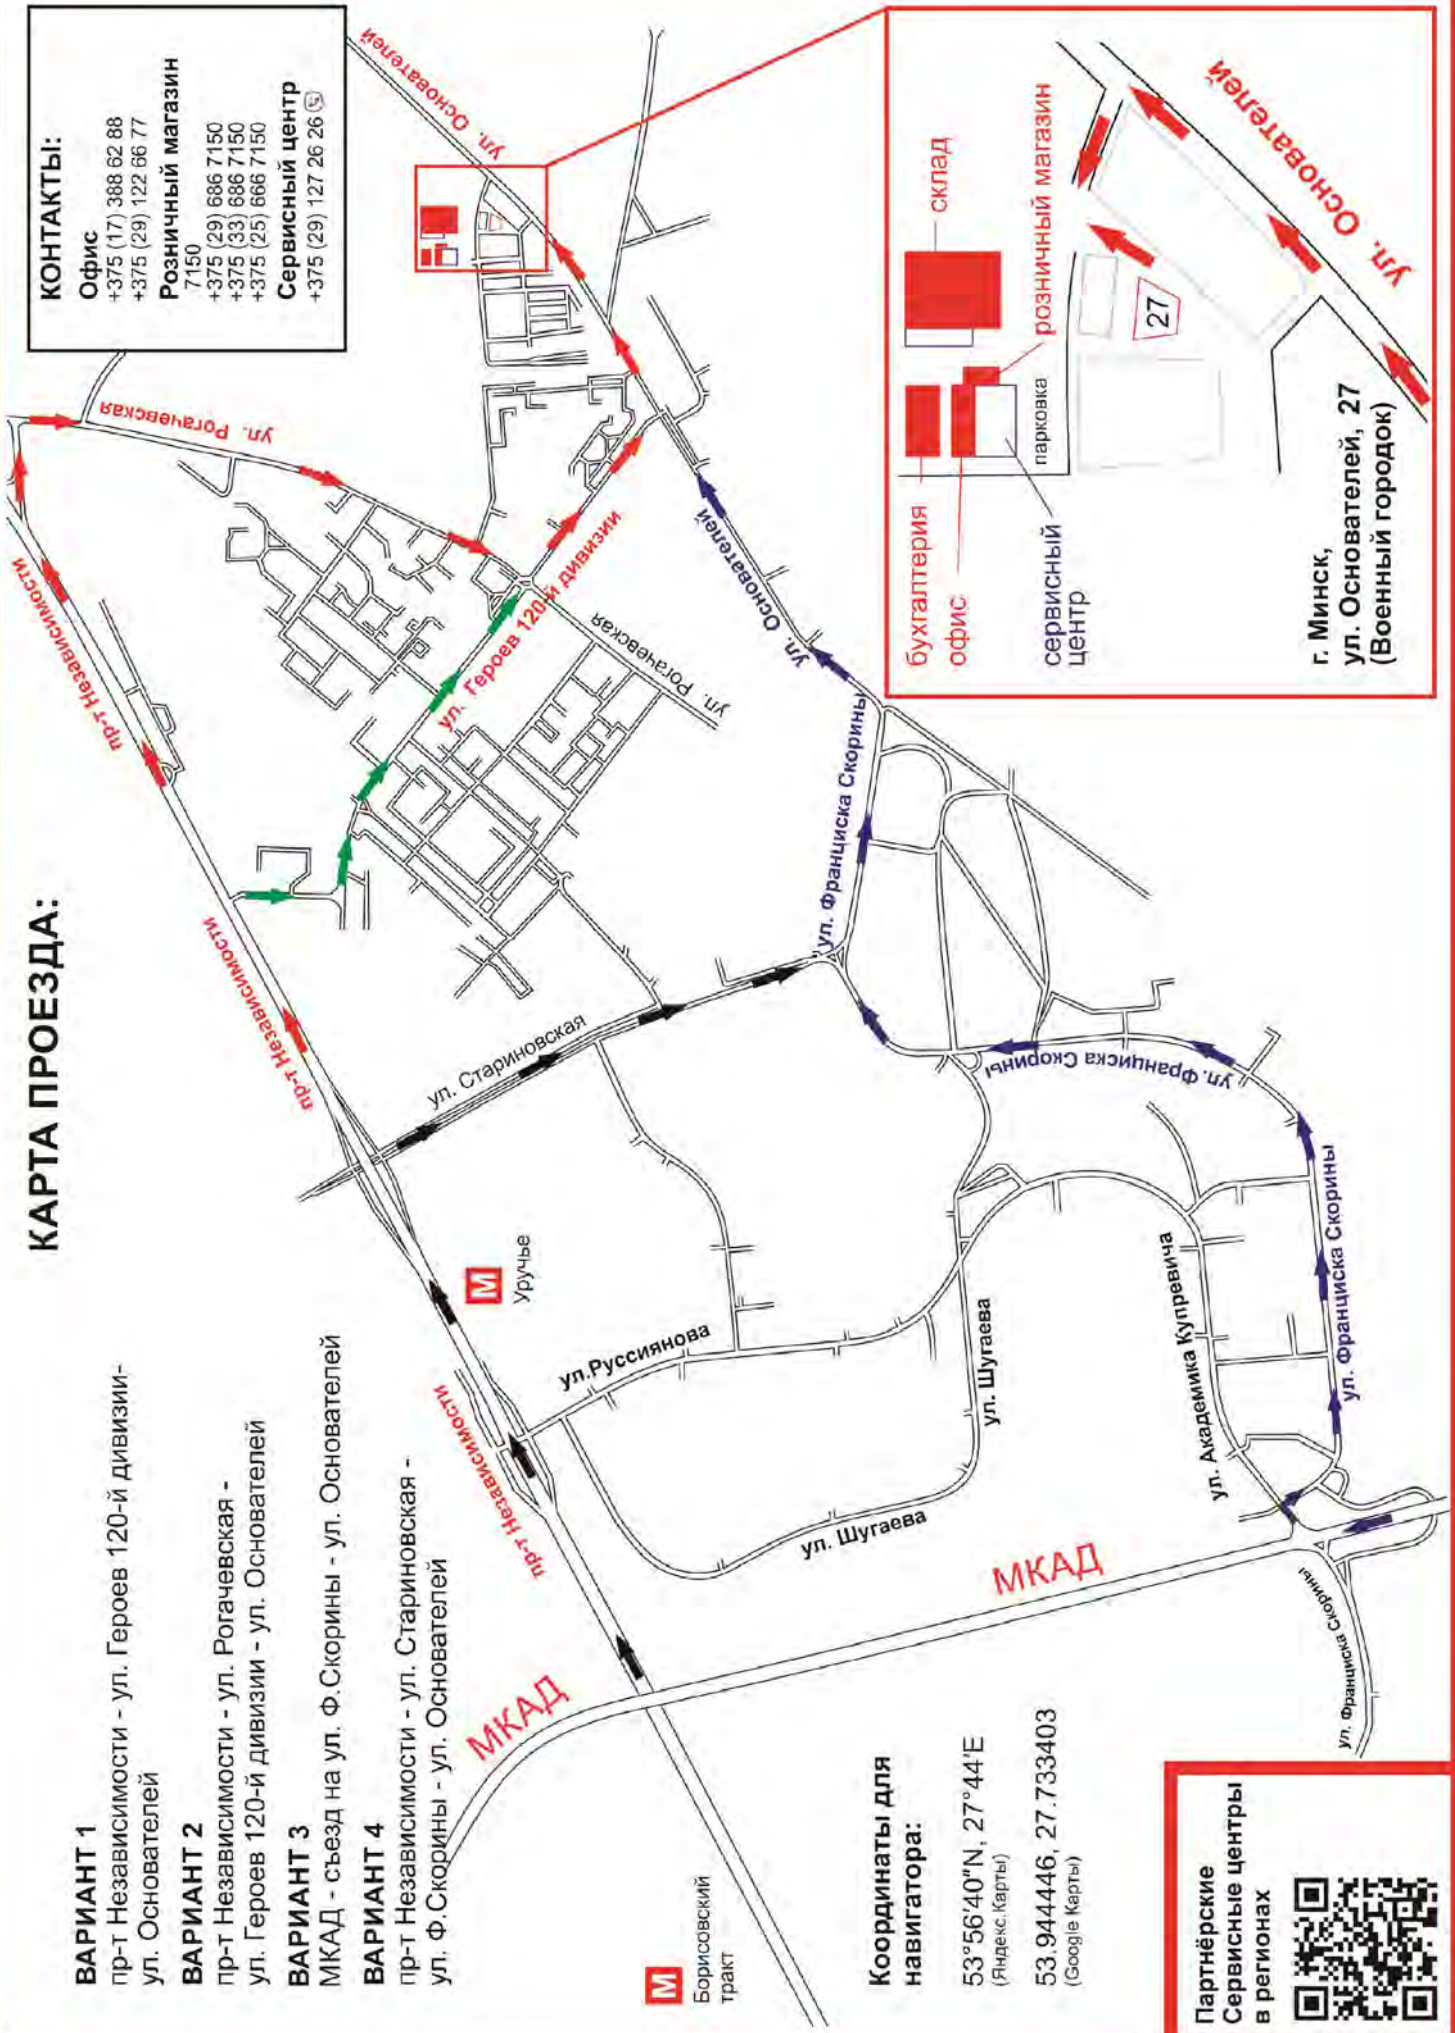 КАРТА ПРОЕЗДА:
ВАРИАНТ 1
пр-т Независимости - ул. Героев 120-й дивизии-
ул. Основателей
ВАРИАНТ 2
пр-т Независимости - ул. Рогачевская -
ул. Героев 120-й дивизии - ул. Основателей
ВАРИАНТ 3
МКАД - съезд на ул. Ф.Скорины - ул. Основателей
ВАРИАНТ 4
пр-т Независимости - ул. Стариновская -
ул. Ф.Скорины - ул. Основателей
КОНТАКТЫ:
Офис
+375 (17) 388 62 88
+375 (29) 122 66 77
Розничный магазин
7150
+375 (29) 686 7150
+375 (33) 686 7150
+375 (25) 666 7150
Сервисный центр
+375 (29) 127 26 26
пр-т Независимости
пр-т Независимости
пр-т Независимости
пр-т Независимости
пр-т Независимости
ул. Рогачевская
ул. Основателей
ул. Героев 120-й дивизии
ул. Рогачевская
ул. Стариновская
М
Уручье
ул.Руссиянова
ул. Основателей
ул. Франциска Скорины
ул. Франциска Скорины
ул. Шугаева
ул. Шугаева
ул. Академика Купревича
ул. Франциска Скорины
ул. Франциска Скорины
МКАД
МКАД
М
Борисовский
тракт
Координаты для
навигатора:
53°56'40"N, 27°44'E
(Яндекс.Карты)
53.944446, 27.733403
(Google Карты)
Партнёрские
Сервисные центры
в регионах
бухгалтерия
офис
сервисный
центр
склад
розничный магазин
парковка
27
ул. Основателей
г. Минск,
ул. Основателей, 27
(Военный городок)